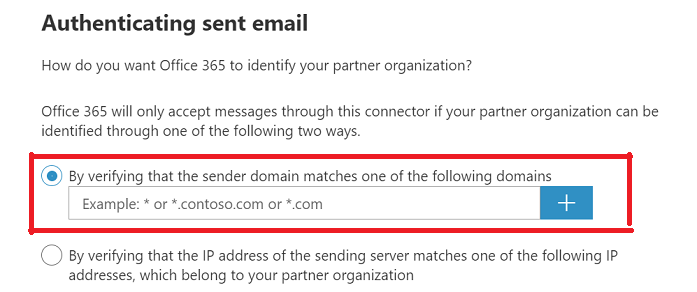 Authenticating sent email
How do you want Office 365 to identify your partner organization?
Office 365 will only accept messages through this connector if your partner organization can be
identified through one of the following two ways.
By verifying that the sender domain matches one of the following domains
Example: * or *.contoso.com or *.com
+
By verifying that the IP address of the sending server matches one of the following IP
addresses, which belong to your partner organization